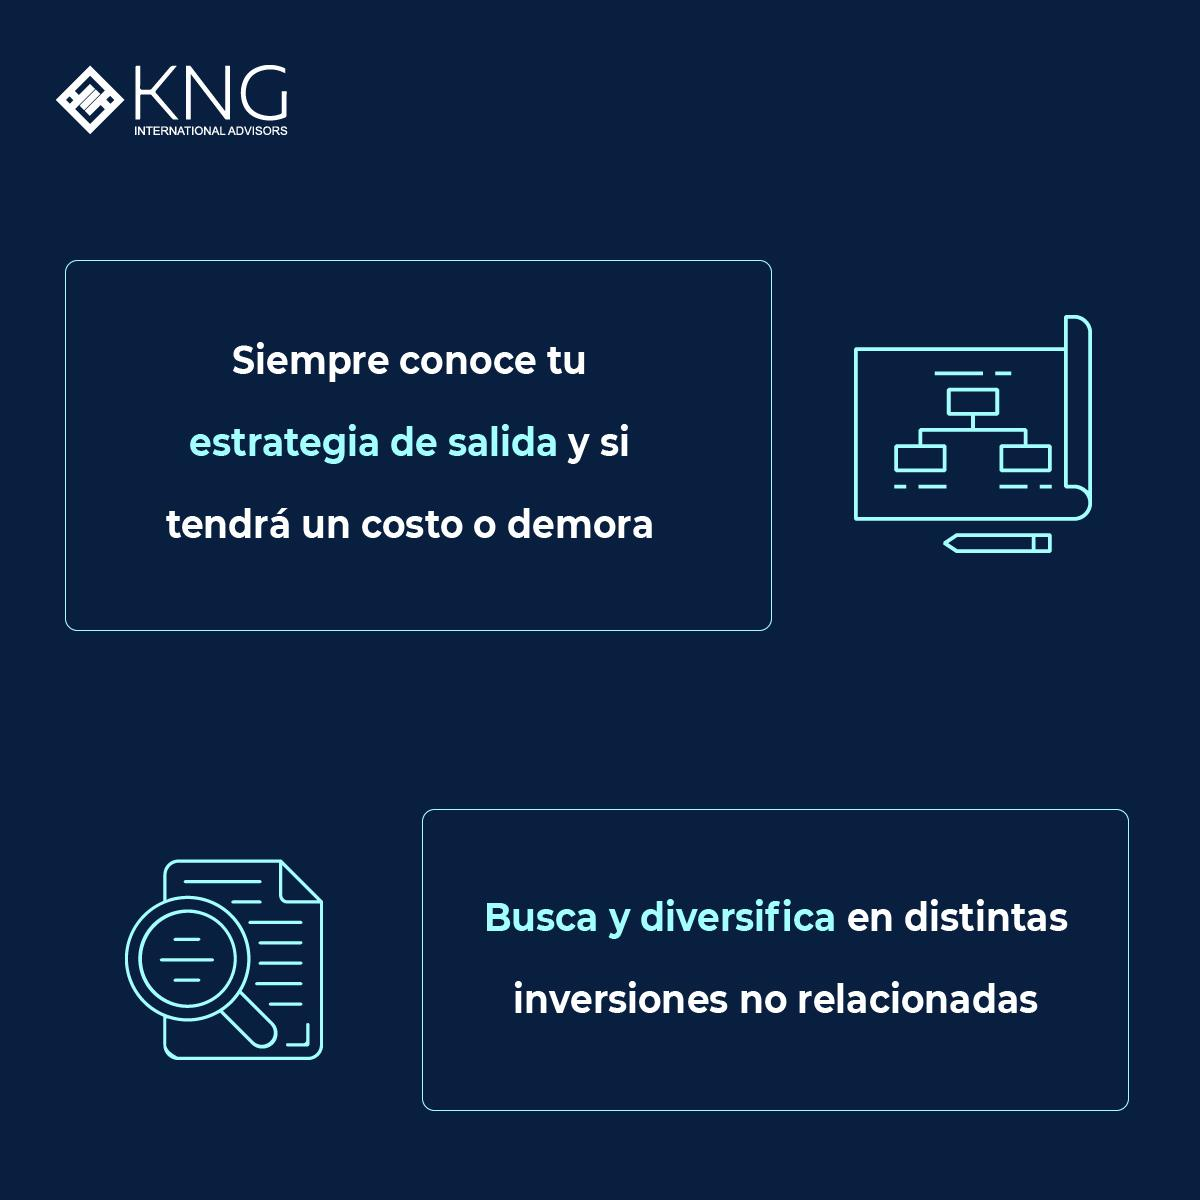 KNG
INTERNATIONAL ADVISORS
Siempre conoce tu
estrategia de salida y si
tendrá un costo o demora
Busca y diversifica en distintas
inversiones no relacionadas